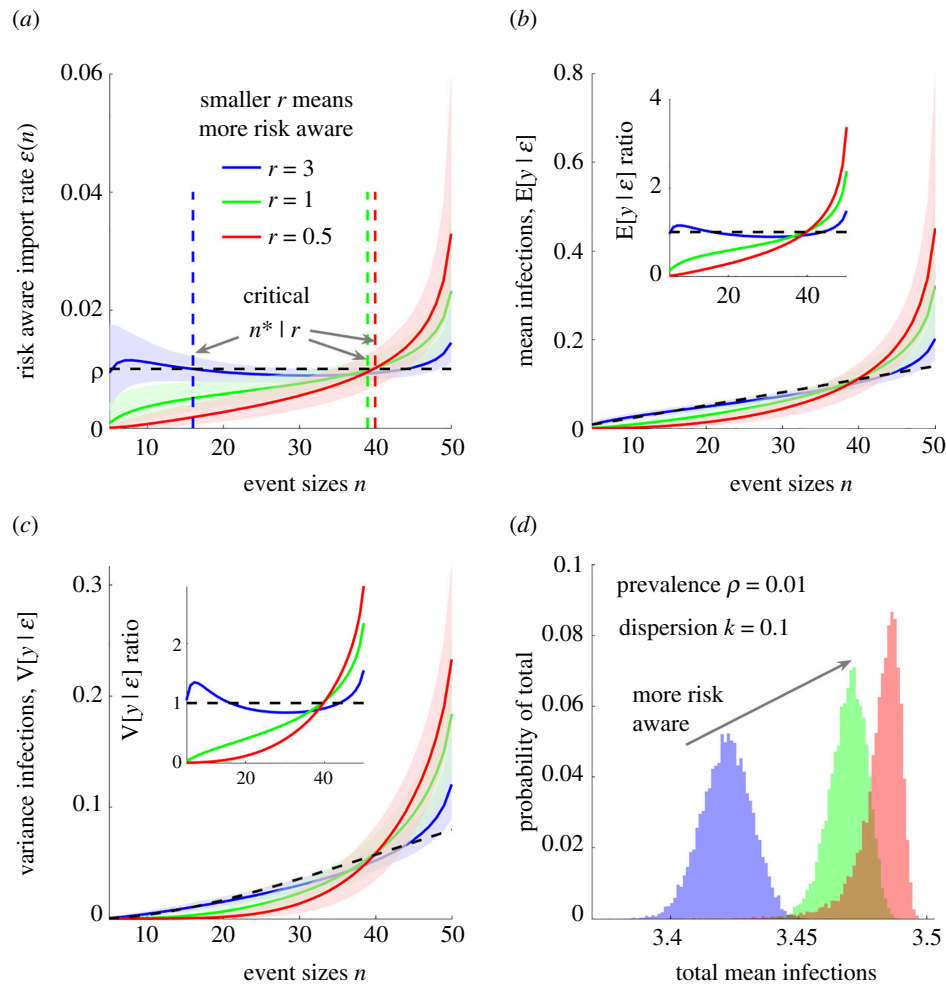 (a)
0.06
0.04
0.02
ρ
0
risk aware import rate ε(n)
smaller r means
more risk aware
r = 3
r = 1
r = 0.5
critical
n* | r
10 20 30 40 50
event sizes n
(b)
0.8
0.6
0.4
0.2
0
mean infections, E[y | ε]
4
2
0
E[y | ε] ratio
20 40
10 20 30 40 50
event sizes n
(c)
0.3
0.2
0.1
0
variance infections, V[y | ε]
2
1
0
V[y | ε] ratio
20 40
10 20 30 40 50
event sizes n
(d)
0.1
0.08
0.06
0.04
0.02
0
probability of total
prevalence ρ = 0.01
dispersion k = 0.1
more risk
aware
3.4 3.45 3.5
total mean infections